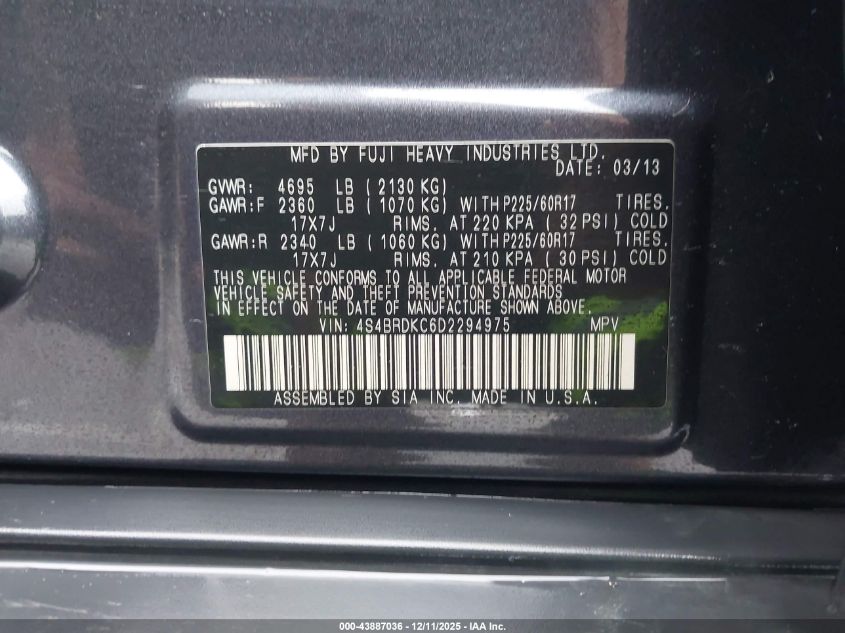 MFD BY FUJI HEAVY INDUSTRIES LTD.
DATE: 03/13
GVWR: 4695 LB (2130 KG)
GAWR:F 2360 LB (1070 KG) WITH P225/60R17 TIRES,
17X7J RIMS, AT 220 KPA (32 PSI) COLD
GAWR:R 2340 LB (1060 KG) WITH P225/60R17 TIRES,
17X7J RIMS, AT 210 KPA (30 PSI) COLD
THIS VEHICLE CONFORMS TO ALL APPLICABLE FEDERAL MOTOR
VEHICLE SAFETY AND THEFT PREVENTION STANDARDS
IN EFFECT ON THE DATE OF MANUFACTURE SHOWN ABOVE.
VIN: 4S4BRDKC6D2294975 MPV
ASSEMBLED BY SIA INC. MADE IN U.S.A.
000-43887036 - 12/11/2025 - IAA Inc.